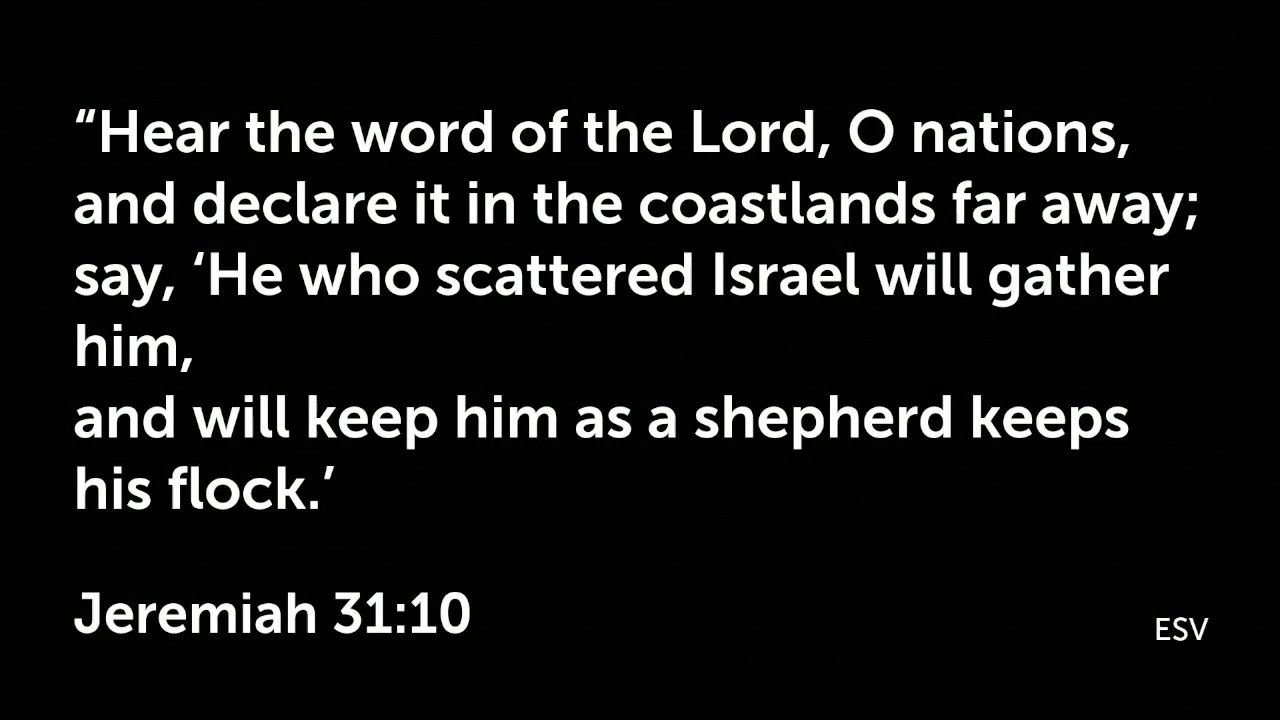 “Hear the word of the Lord, O nations,
and declare it in the coastlands far away;
say, ‘He who scattered Israel will gather
him,
and will keep him as a shepherd keeps
his flock.’
Jeremiah 31:10
ESV